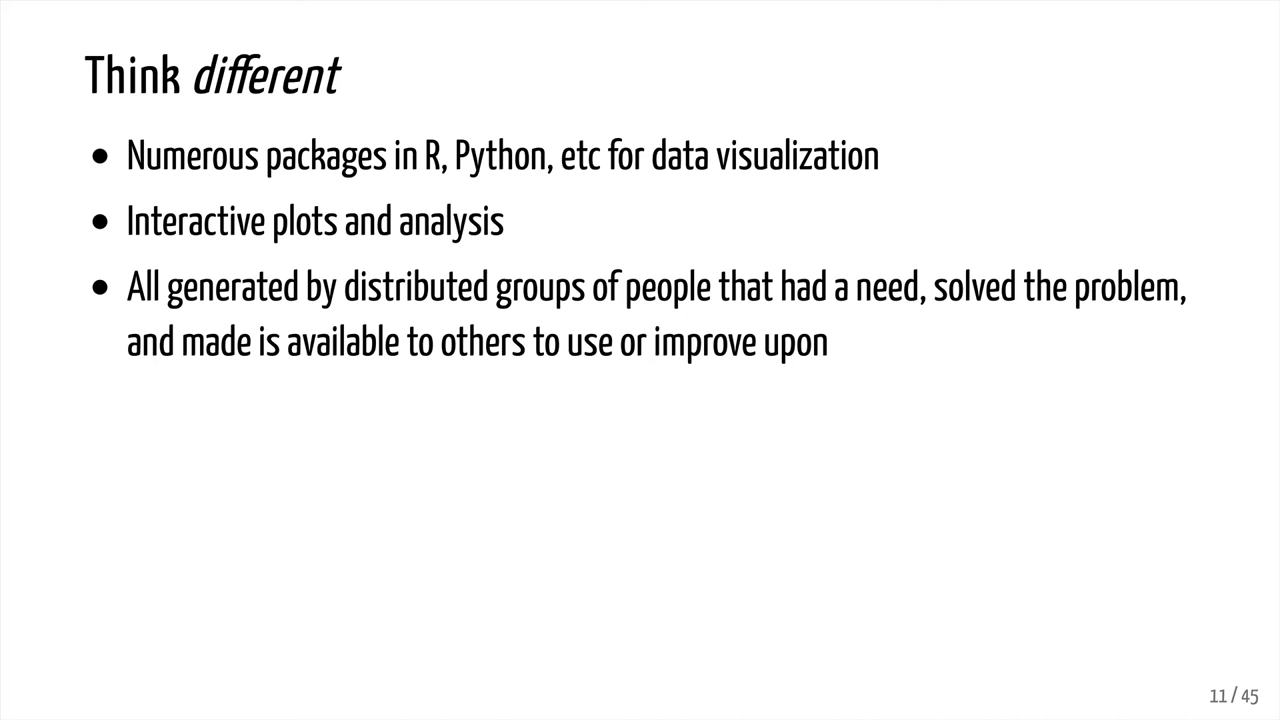 Think different
• Numerous packages in R, Python, etc for data visualization
• Interactive plots and analysis
• All generated by distributed groups of people that had a need, solved the problem,
and made is available to others to use or improve upon
11 / 45